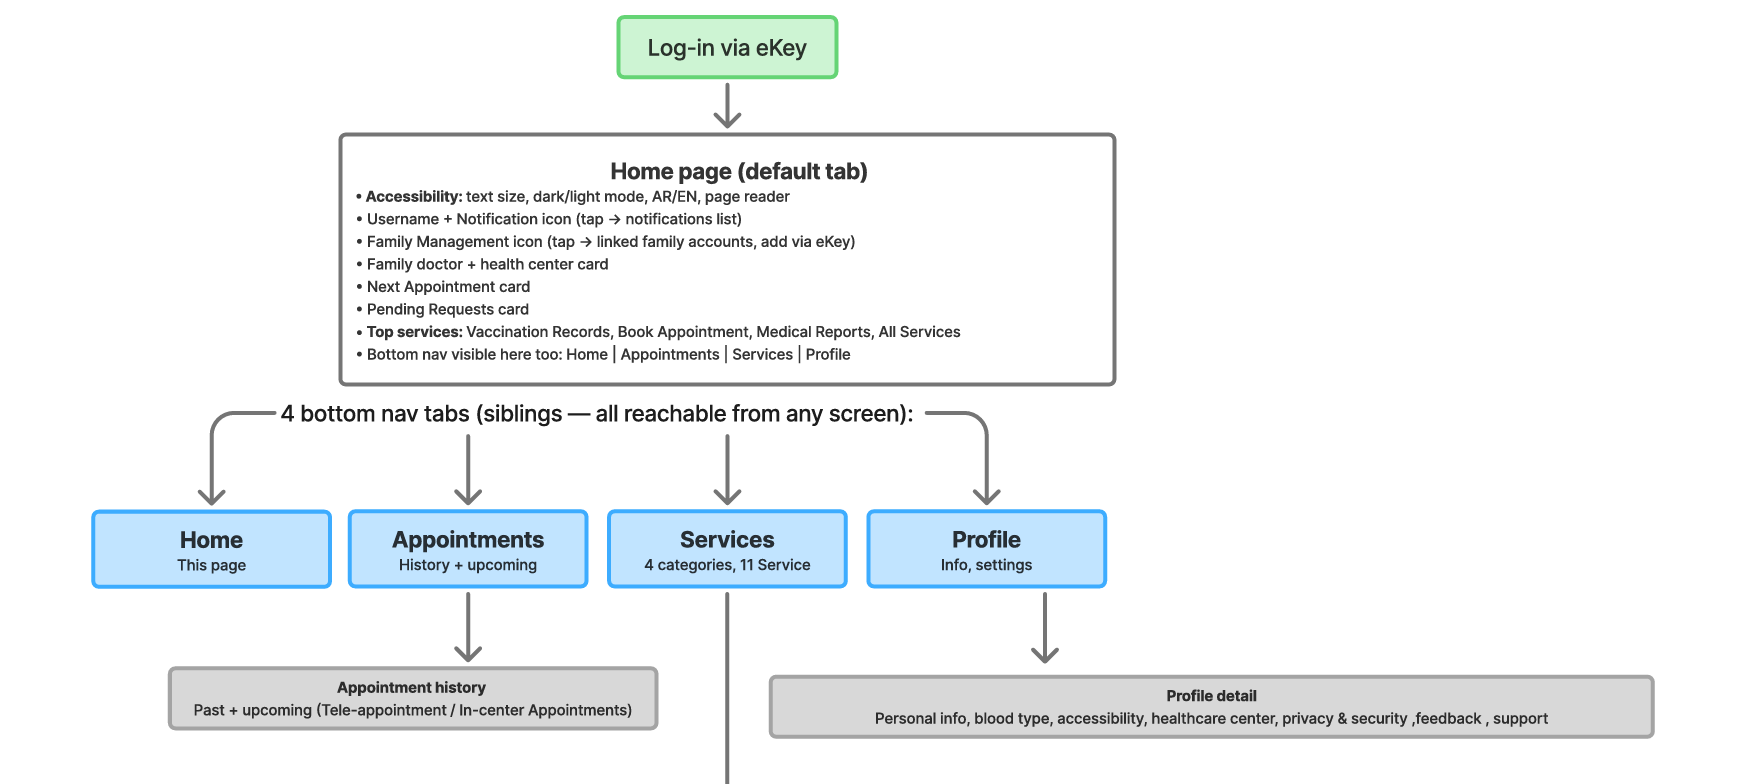 Log-in via eKey
Home page (default tab)
• Accessibility: text size, dark/light mode, AR/EN, page reader
• Username + Notification icon (tap → notifications list)
• Family Management icon (tap → linked family accounts, add via eKey)
• Family doctor + health center card
• Next Appointment card
• Pending Requests card
• Top services: Vaccination Records, Book Appointment, Medical Reports, All Services
• Bottom nav visible here too: Home | Appointments | Services | Profile
4 bottom nav tabs (siblings — all reachable from any screen):
Home
This page
Appointments
History + upcoming
Services
4 categories, 11 Service
Profile
Info, settings
Appointment history
Past + upcoming (Tele-appointment / In-center Appointments)
Profile detail
Personal info, blood type, accessibility, healthcare center, privacy & security ,feedback , support